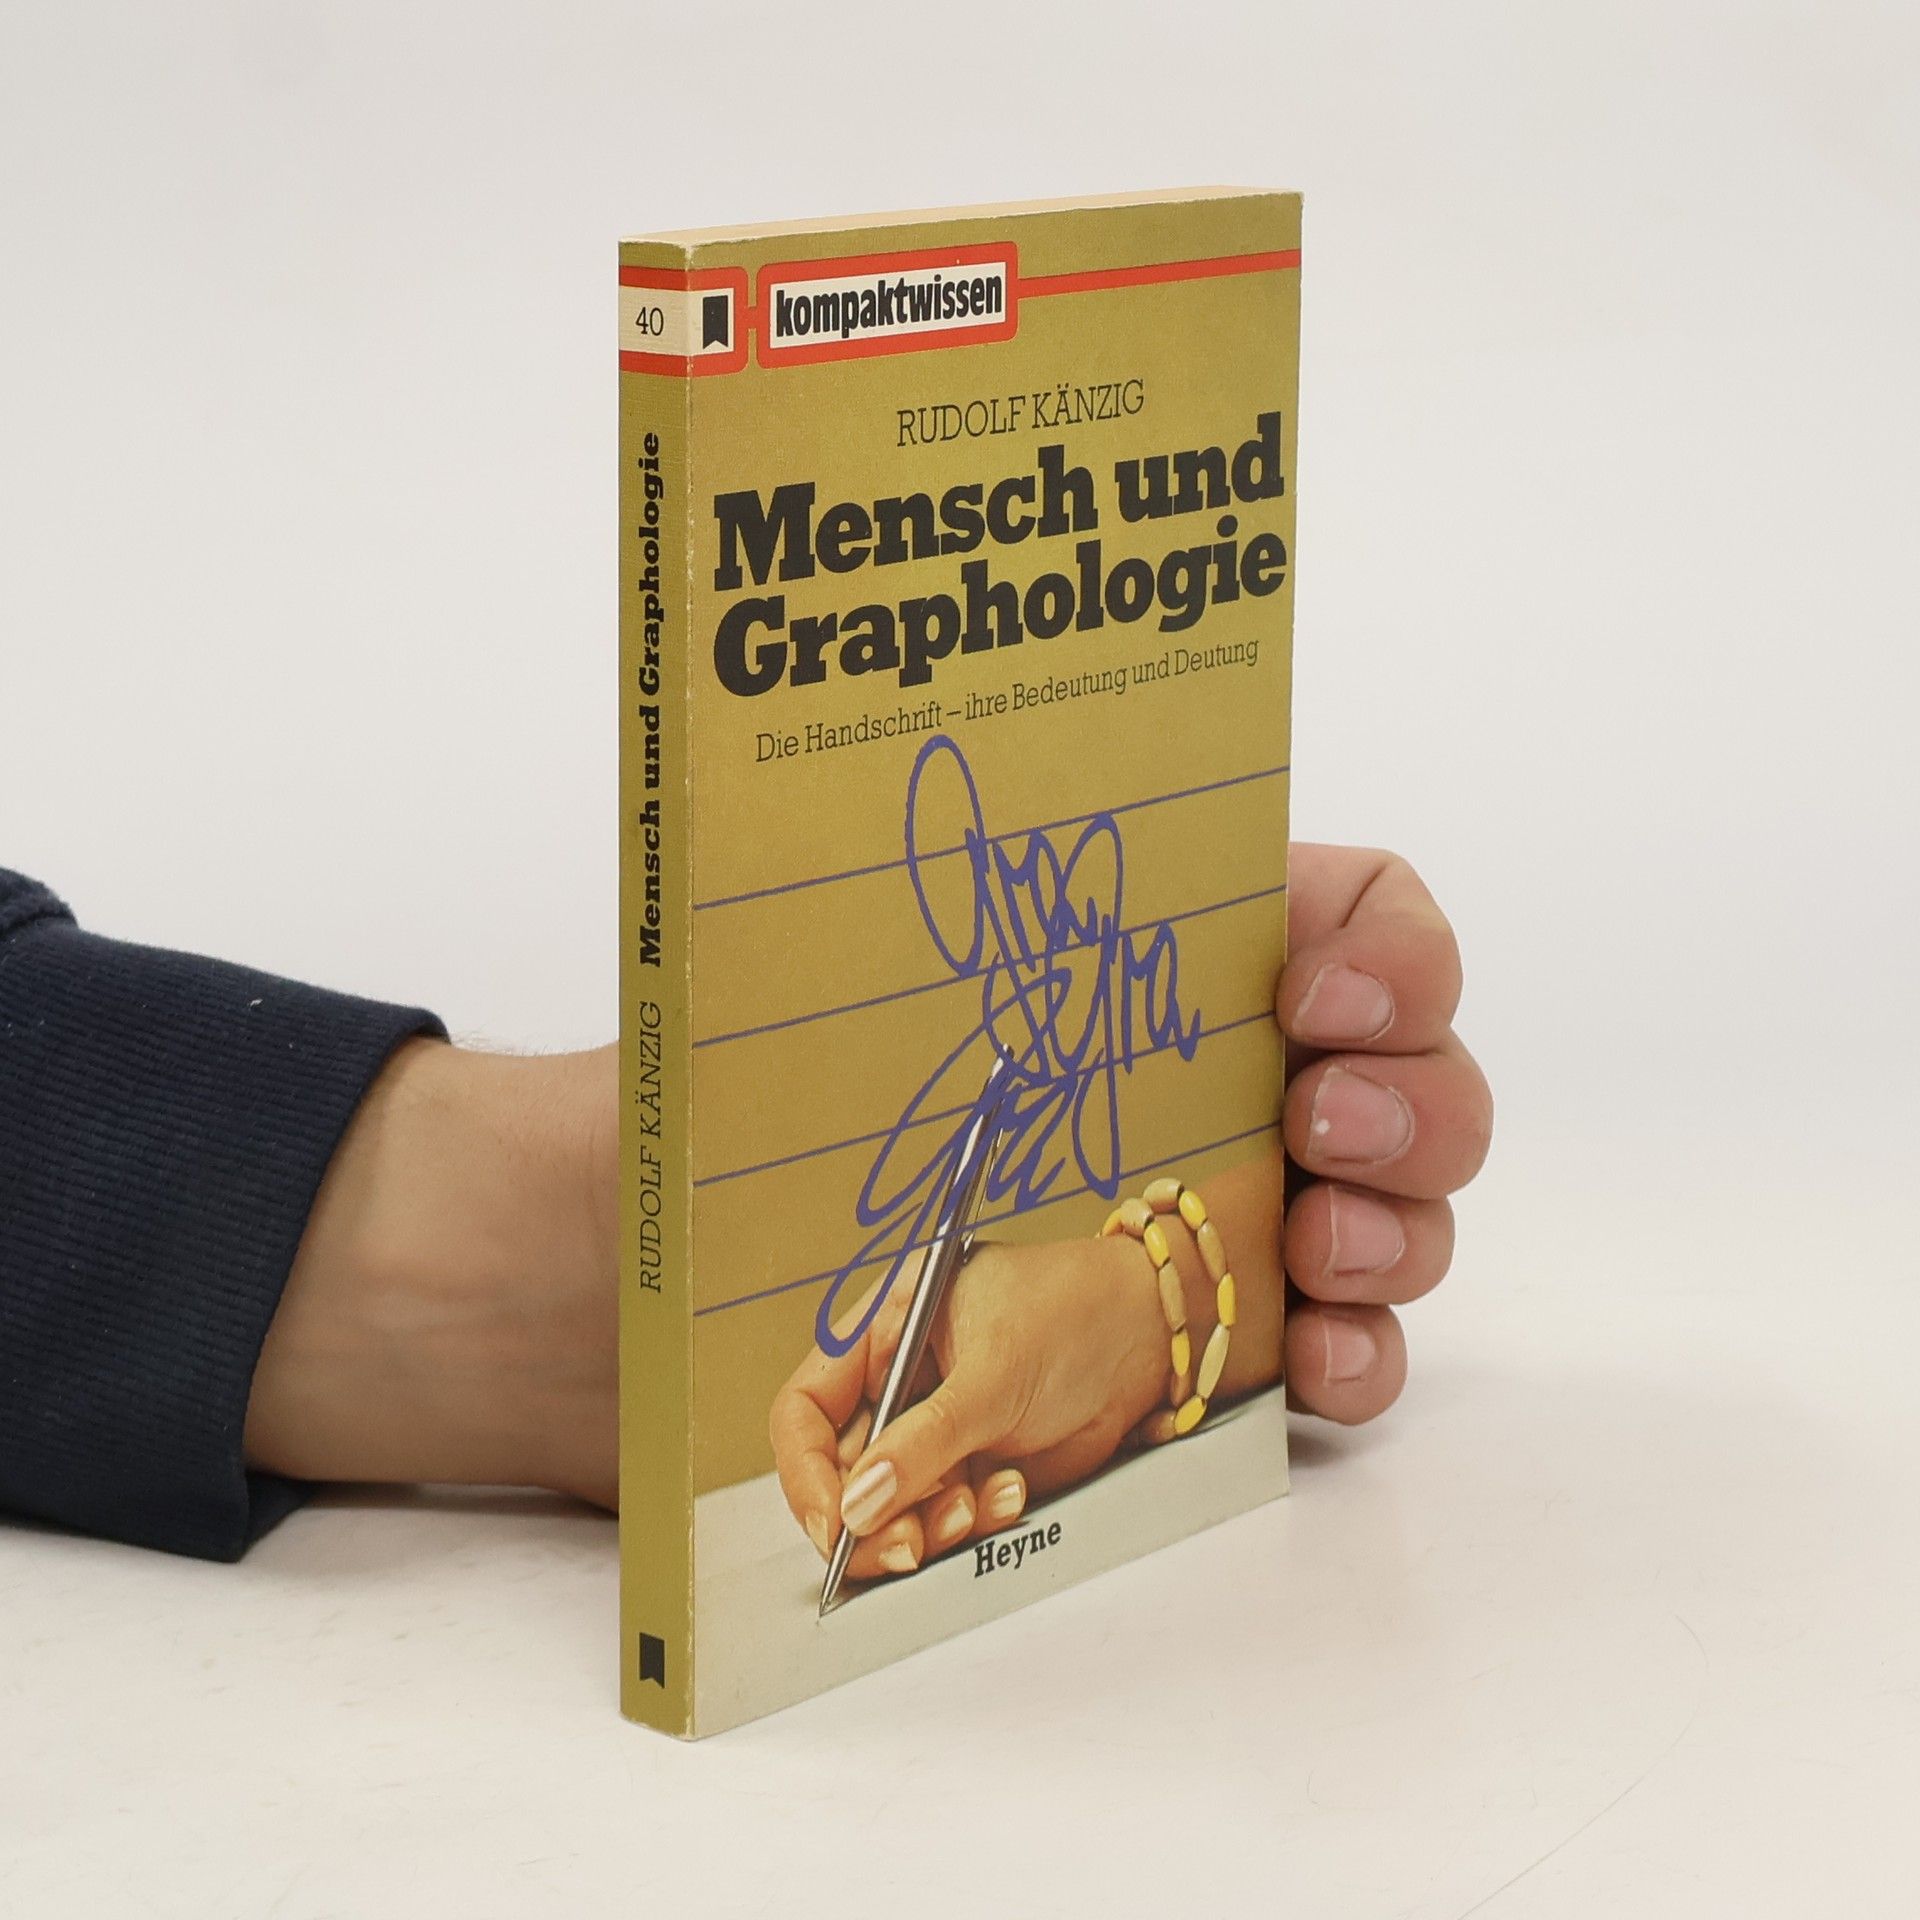 40
kompaktwissen
RUDOLF KÄNZIG
Mensch und
Graphologie
Die Handschrift – ihre Bedeutung und Deutung
Heyne
RUDOLF KÄNZIG Mensch und Graphologie